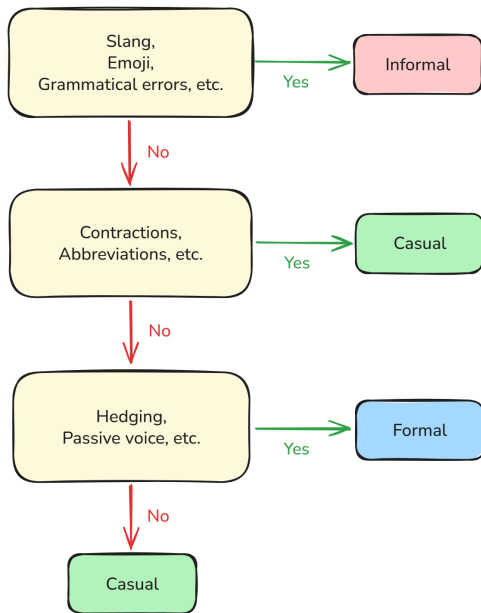 Slang,
Emoji,
Grammatical errors, etc.
Yes
Informal
No
Contractions,
Abbreviations, etc.
Yes
Casual
No
Hedging,
Passive voice, etc.
Yes
Formal
No
Casual